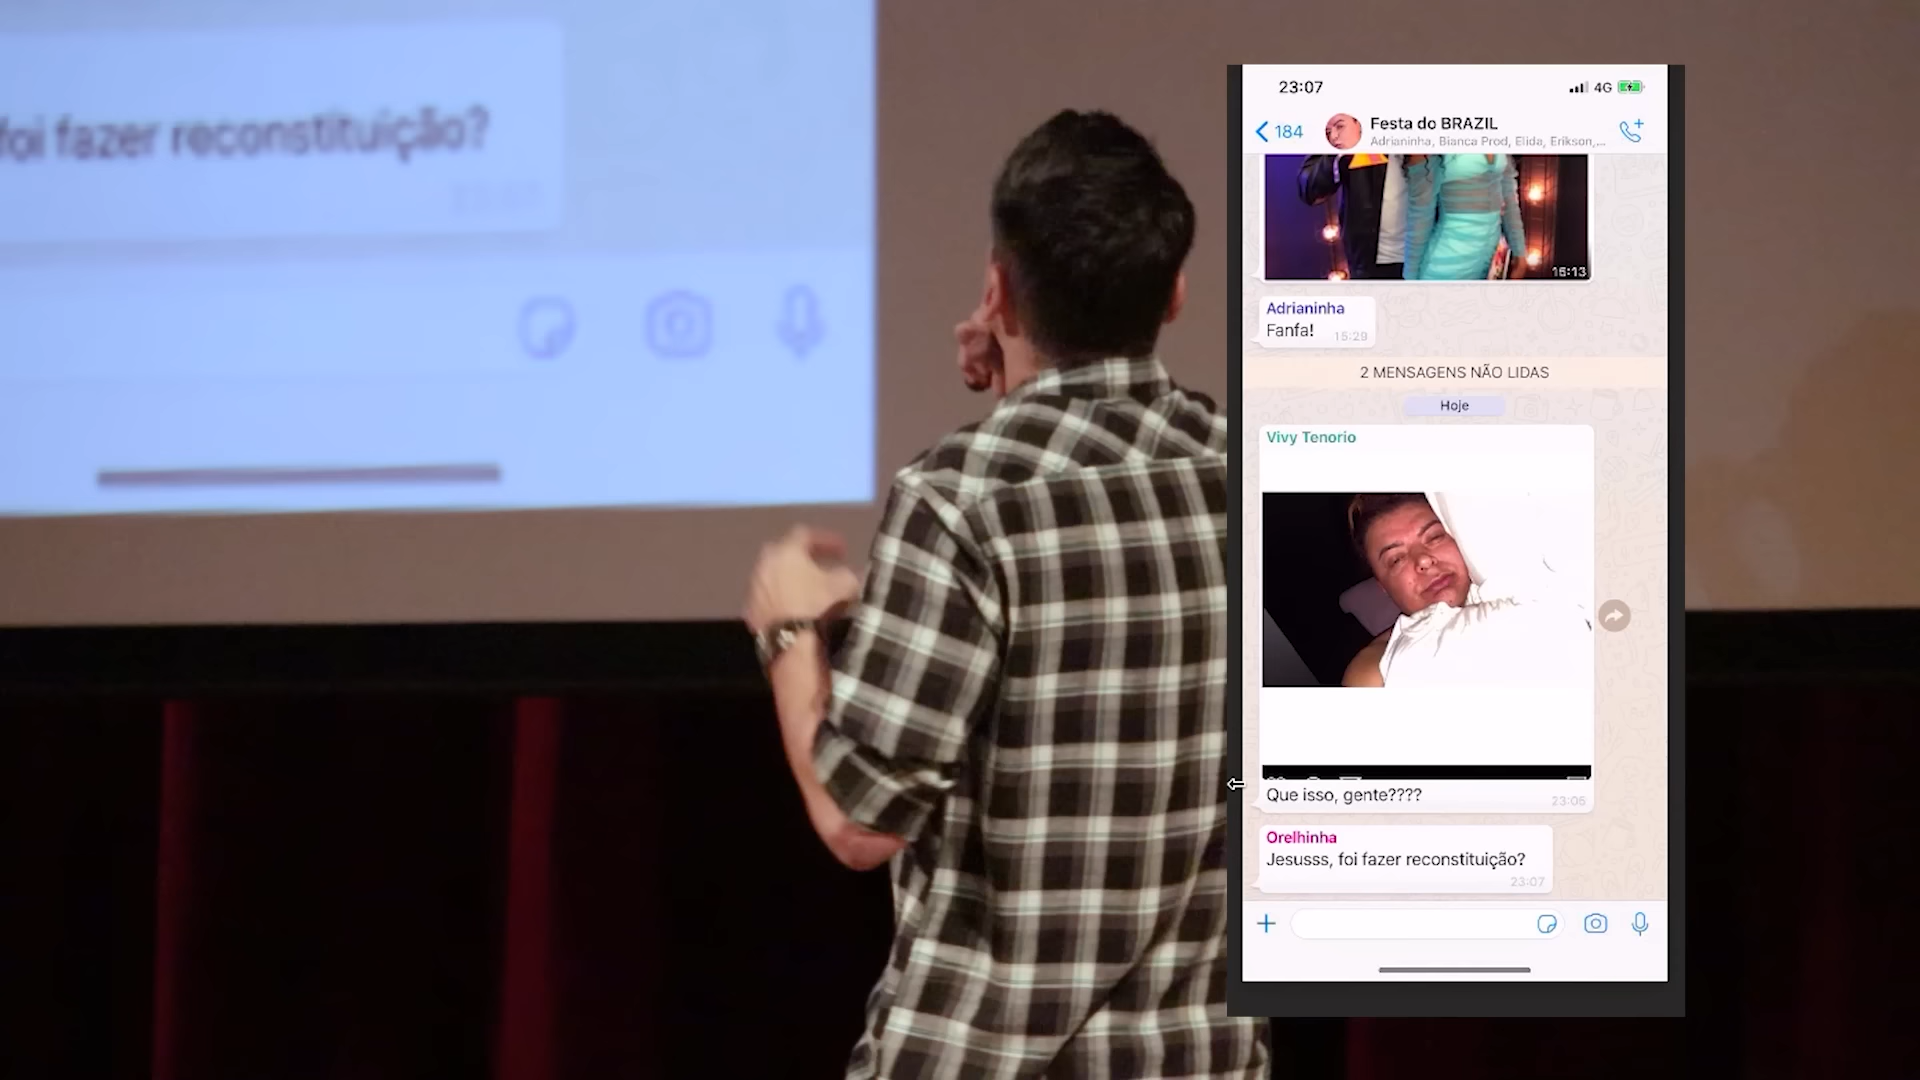 foi fazer reconstituição?
23:07
4G
184
Festa do BRAZIL
Adrianinha, Bianca Prod, Elida, Erikson,...
15:13
Adrianinha
Fanfa!
15:29
2 MENSAGENS NÃO LIDAS
Hoje
Vivy Tenorio
Que isso, gente????
23:05
Orelhinha
Jesusss, foi fazer reconstituição?
23:07